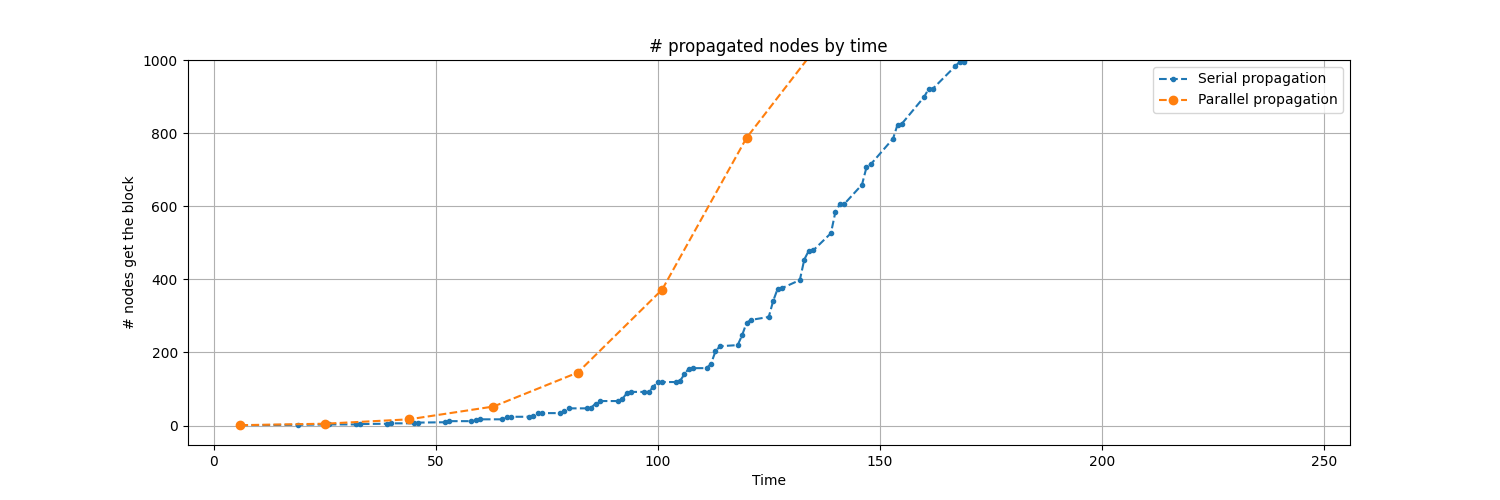 # propagated nodes by time
# nodes get the block
1000
800
600
400
200
0
Serial propagation
Parallel propagation
0 50 100 150 200 250
Time